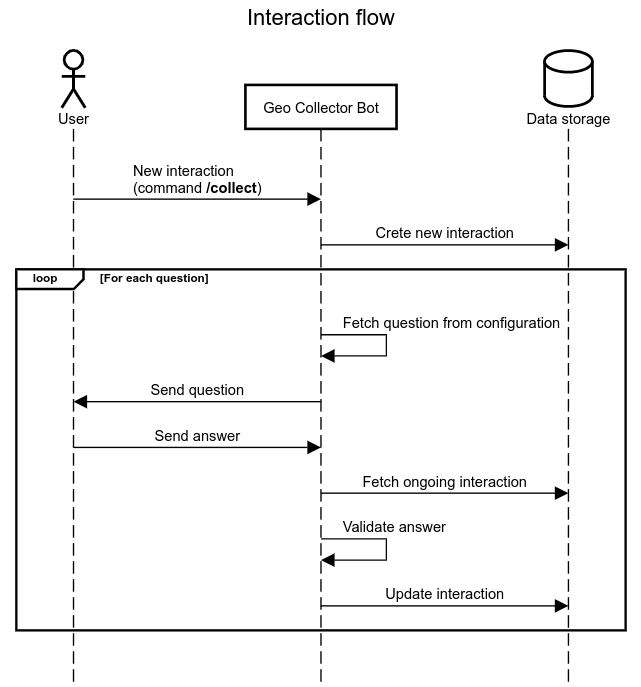 Interaction flow
User
Geo Collector Bot
Data storage
New interaction
(command /collect)
Crete new interaction
loop
[For each question]
Fetch question from configuration
Send question
Send answer
Fetch ongoing interaction
Validate answer
Update interaction